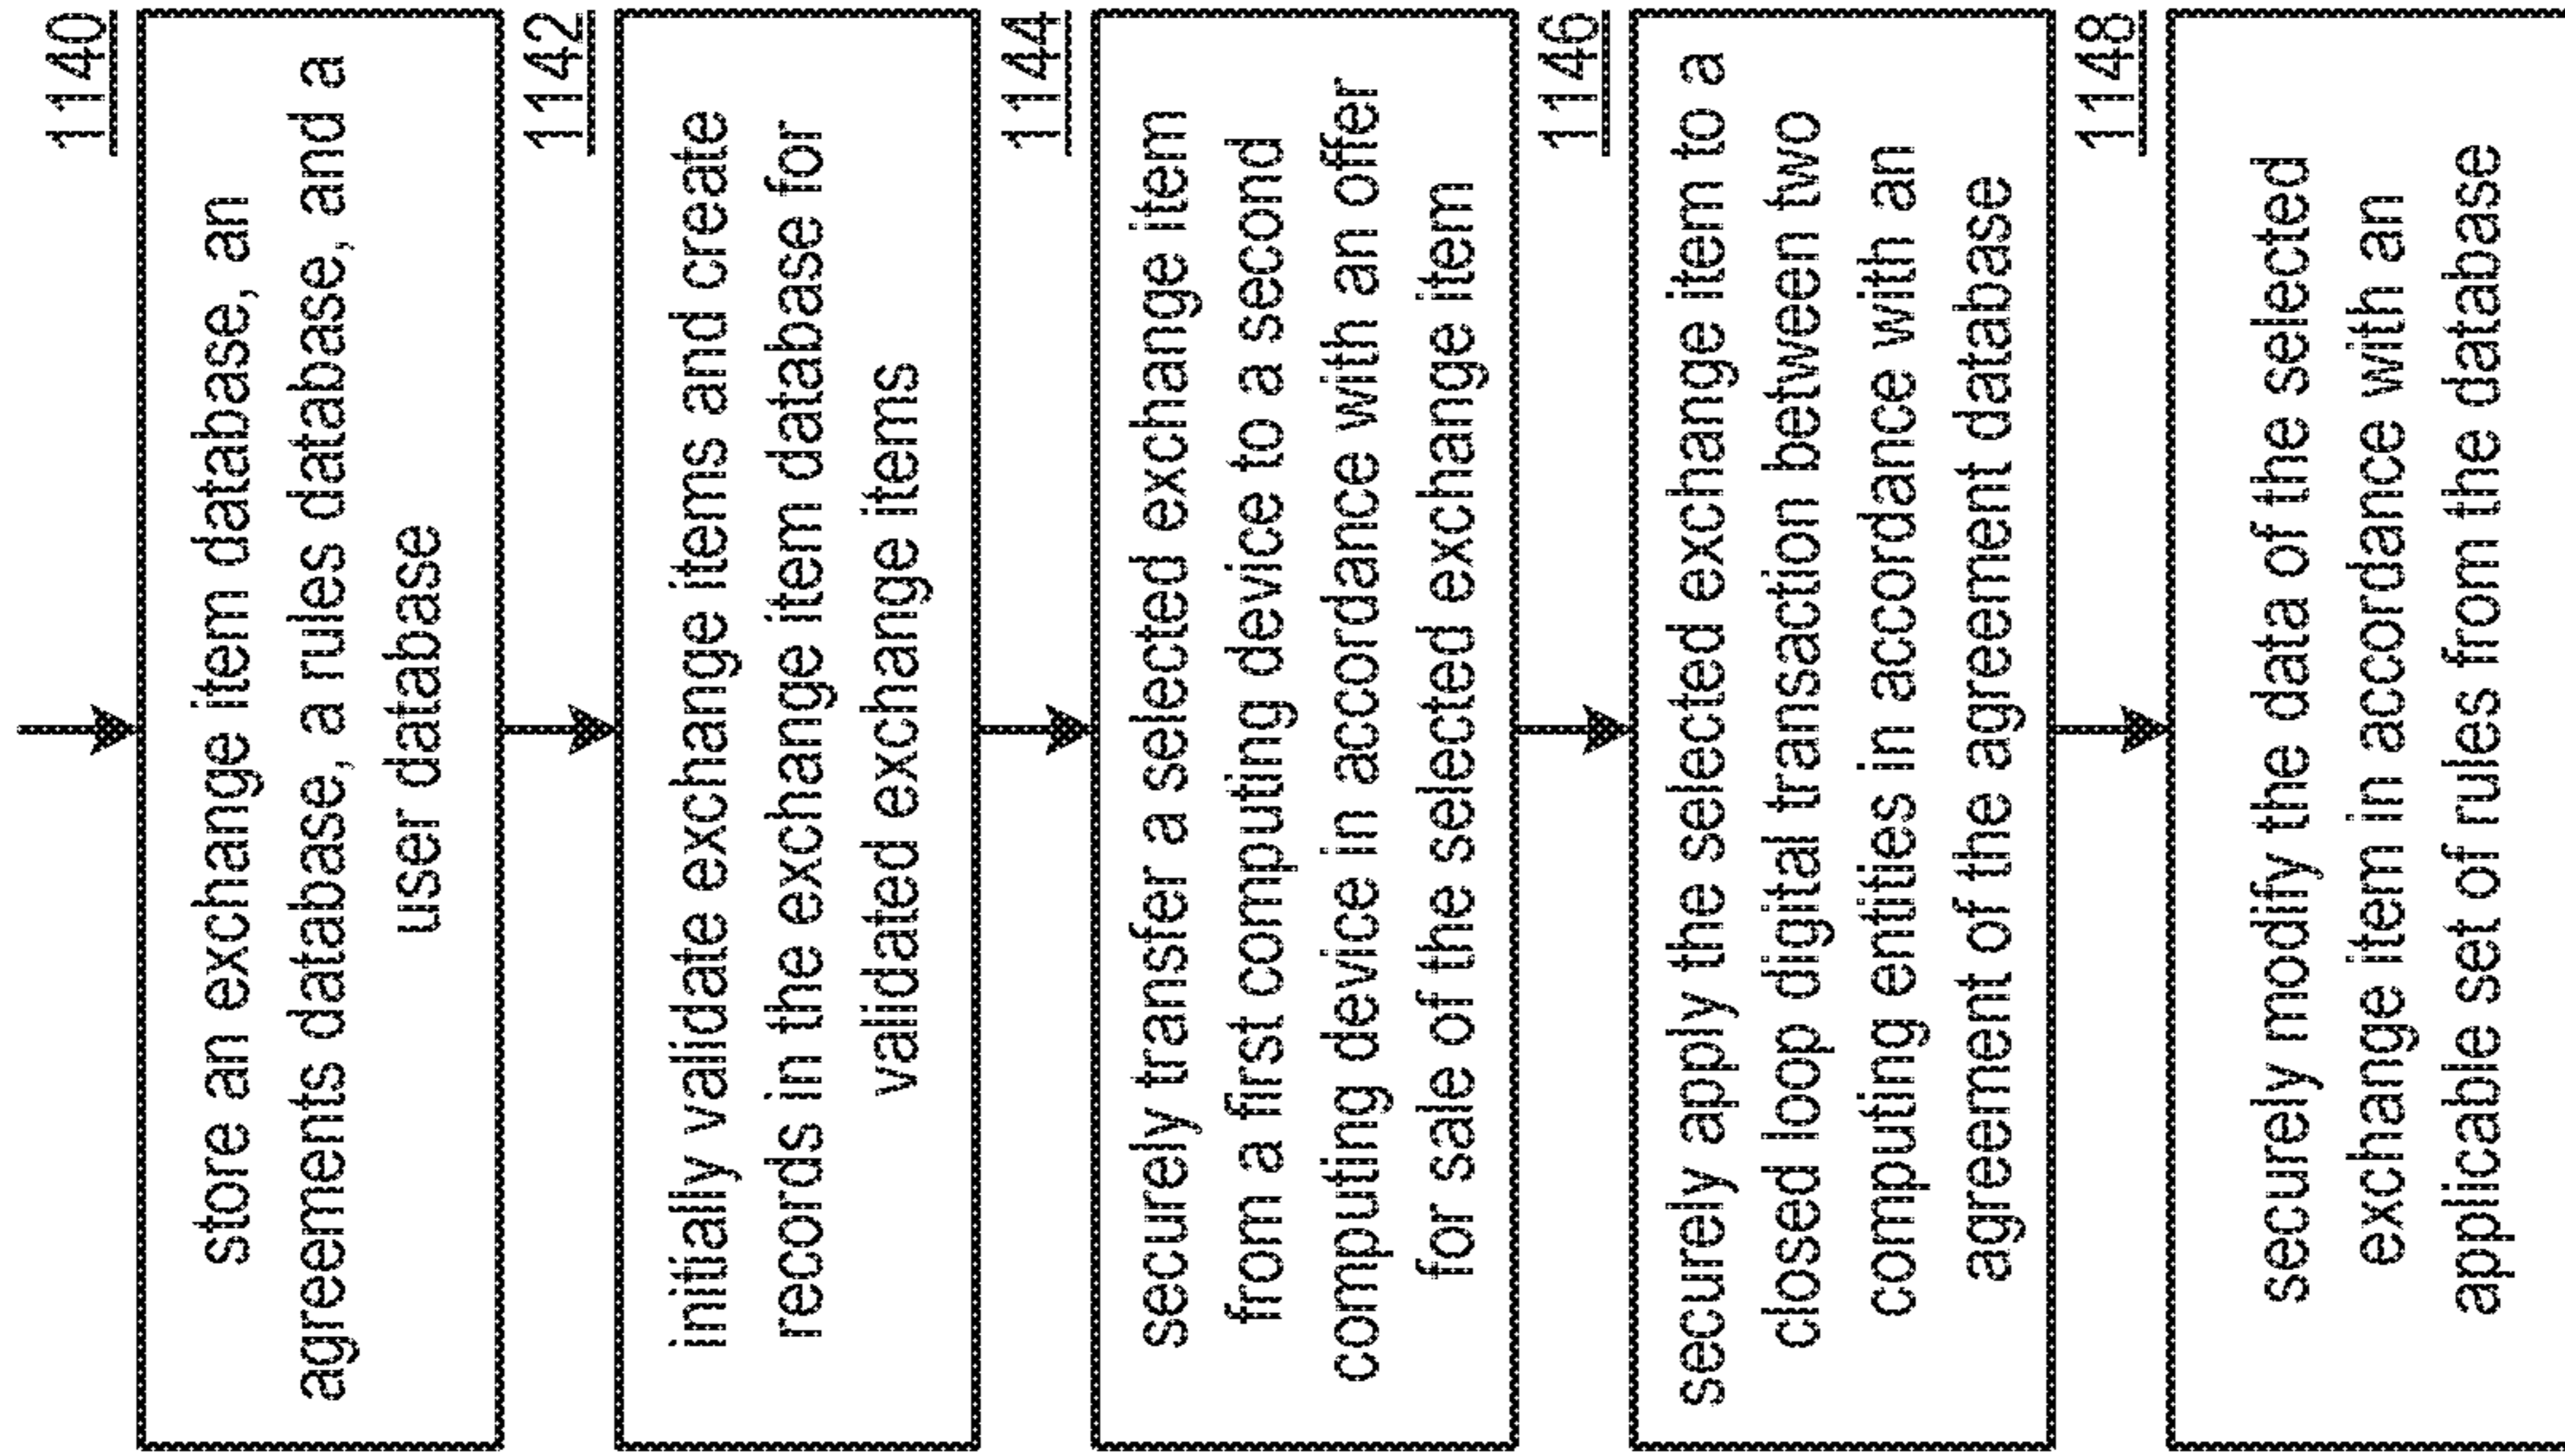 1140
store an exchange item database, an
agreements database, a rules database, and a
user database
1142
initially validate exchange items and create
records in the exchange item database for
validated exchange items
1144
securely transfer a selected exchange item
from a first computing device to a second
computing device in accordance with an offer
for sale of the selected exchange item
1146
securely apply the selected exchange item to a
closed loop digital transaction between two
computing entities in accordance with an
agreement of the agreement database
1148
securely modify the data of the selected
exchange item in accordance with an
applicable set of rules from the database